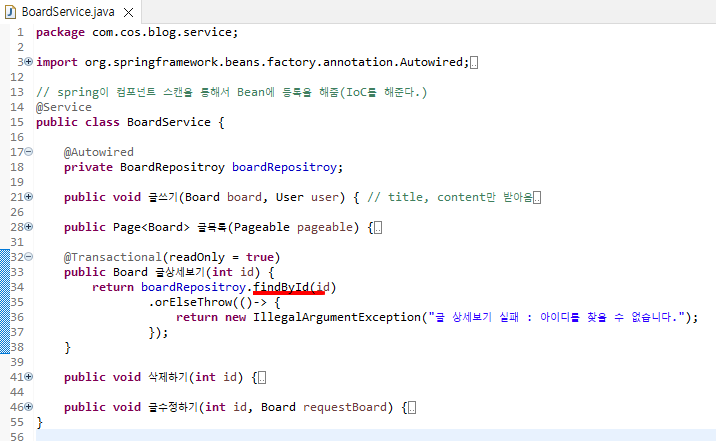 BoardService.java
1 package com.cos.blog.service;
2
3 import org.springframework.beans.factory.annotation.Autowired;
12
13 // spring이 컴포넌트 스캔을 통해서 Bean에 등록을 해줌(IoC를 해준다.)
14 @Service
15 public class BoardService {
16
17 @Autowired
18 private BoardRepositroy boardRepositroy;
19
21 public void 글쓰기(Board board, User user) { // title, content만 받아옴
26
28 public Page<Board> 글목록(Pageable pageable) {
31
32 @Transactional(readOnly = true)
33 public Board 글상세보기(int id) {
34 return boardRepositroy.findById(id)
35 .orElseThrow(()-> {
36 return new IllegalArgumentException("글 상세보기 실패 : 아이디를 찾을 수 없습니다.");
37 });
38 }
39
41 public void 삭제하기(int id) {
44
46 public void 글수정하기(int id, Board requestBoard) {
55 }
56